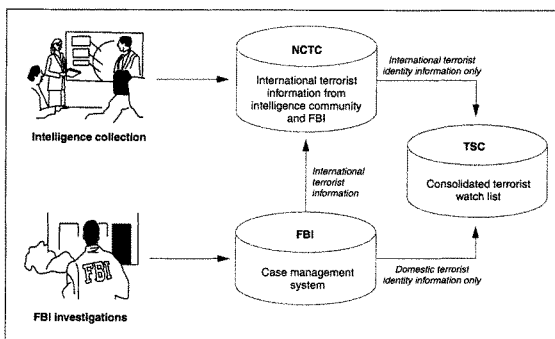 NCTC
International terrorist
information from
intelligence community
and FBI
International terrorist
identity information only
Intelligence collection
TSC
Consolidated terrorist
watch list
International
terrorist
information
FBI
FBI
Case management
system
Domestic terrorist
identity information only
FBI investigations